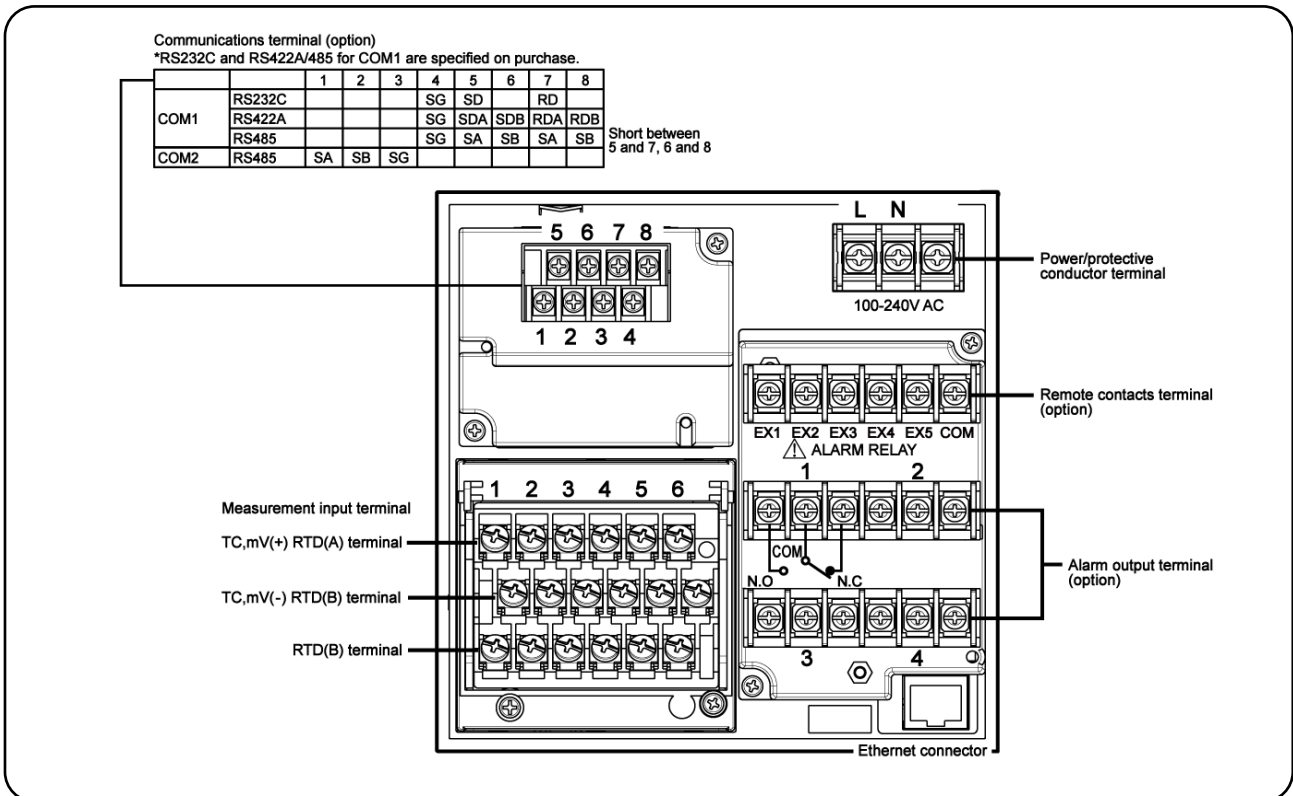 Communications terminal (option)
*RS232C and RS422A/485 for COM1 are specified on purchase.
1 2 3 4 5 6 7 8
COM1 RS232C SG SD RD
RS422A SG SDA SDB RDA RDB
RS485 SG SA SB SA SB
Short between
5 and 7, 6 and 8
COM2 RS485 SA SB SG
5 6 7 8
1 2 3 4
L N
100-240V AC
Power/protective
conductor terminal
EX1 EX2 EX3 EX4 EX5 COM
Remote contacts terminal
(option)
ALARM RELAY
1 2
COM
N.O N.C
3 4
Alarm output terminal
(option)
1 2 3 4 5 6
Measurement input terminal
TC,mV(+) RTD(A) terminal
TC,mV(-) RTD(B) terminal
RTD(B) terminal
Ethernet connector